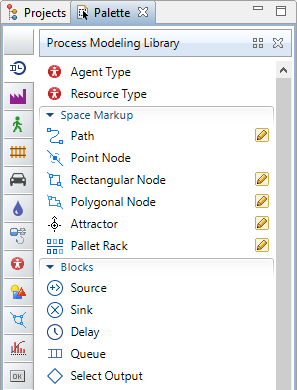 Projects Palette
Process Modeling Library
Agent Type
Resource Type
Space Markup
Path
Point Node
Rectangular Node
Polygonal Node
Attractor
Pallet Rack
Blocks
Source
Sink
Delay
Queue
Select Output
OK